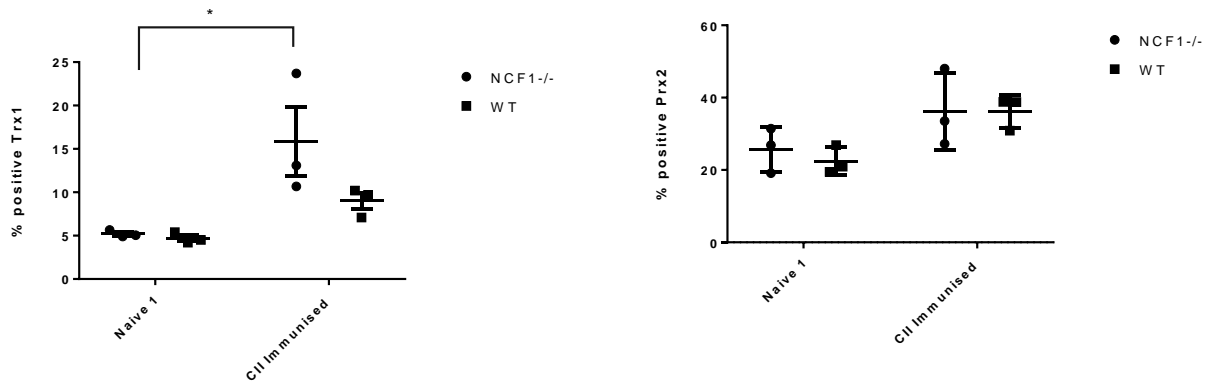 *
% positive Trx1
25
20
15
10
5
0
Naive 1
CII Immunised
NCF1-/-
WT
% positive Prx2
60
40
20
0
Naive 1
CII Immunised
NCF1-/-
WT